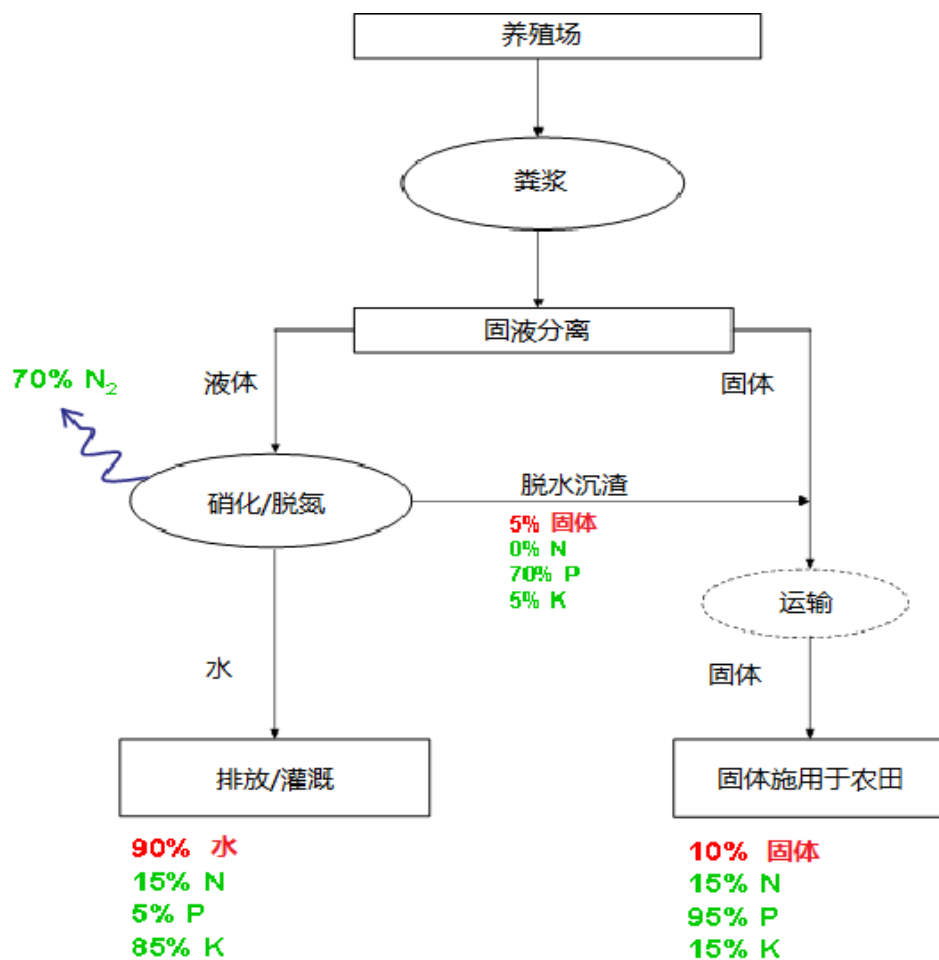 养殖场
粪浆
固液分离
液体
固体
70% N₂
硝化/脱氮
脱水沉渣
5% 固体
0% N
70% P
5% K
运输
水
固体
排放/灌溉
固体施用于农田
90% 水
15% N
5% P
85% K
10% 固体
15% N
95% P
15% K